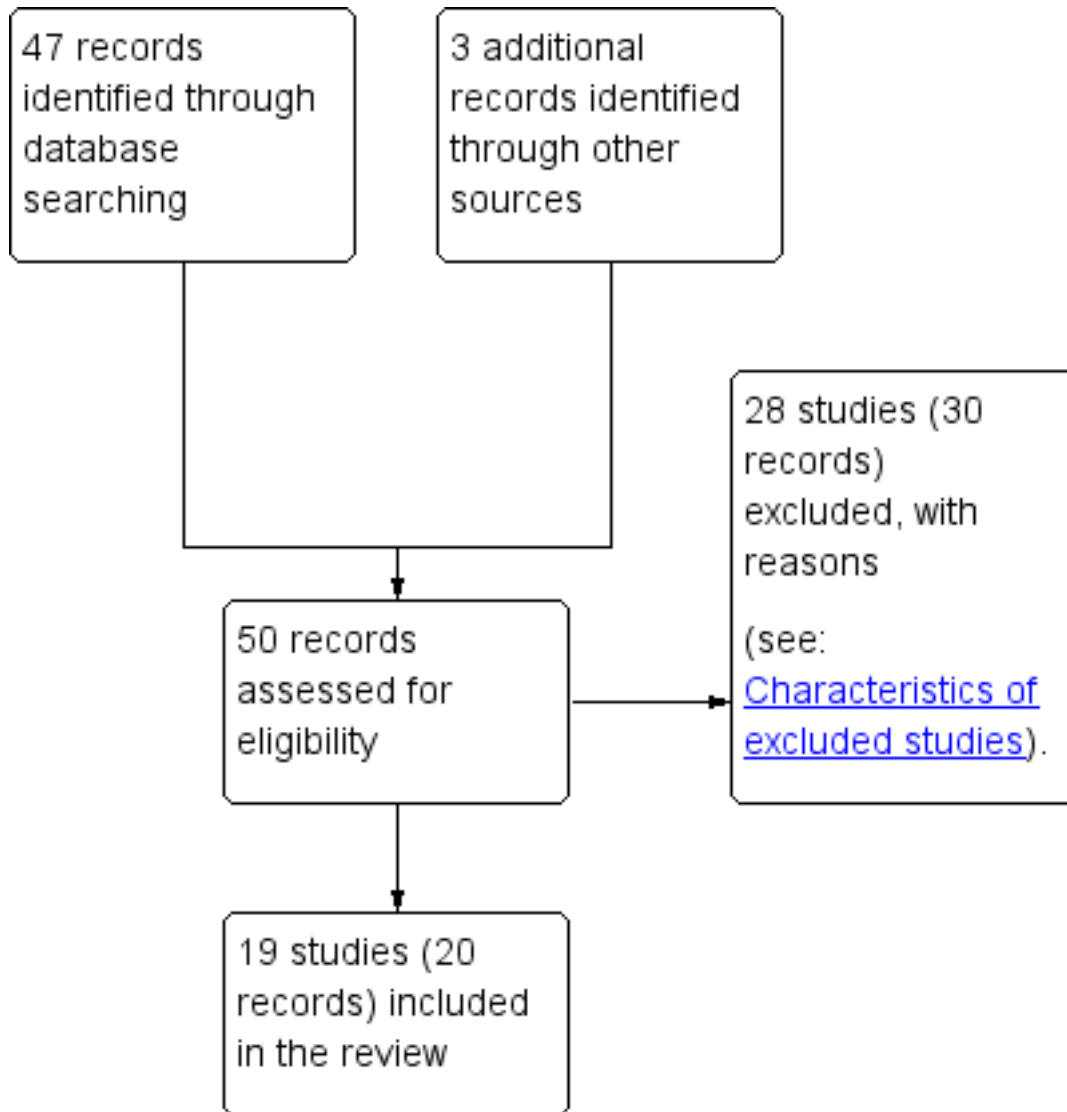 47 records
identified through
database
searching
3 additional
records identified
through other
sources
28 studies (30
records)
excluded, with
reasons
(see:
Characteristics of
excluded studies).
50 records
assessed for
eligibility
19 studies (20
records) included
in the review